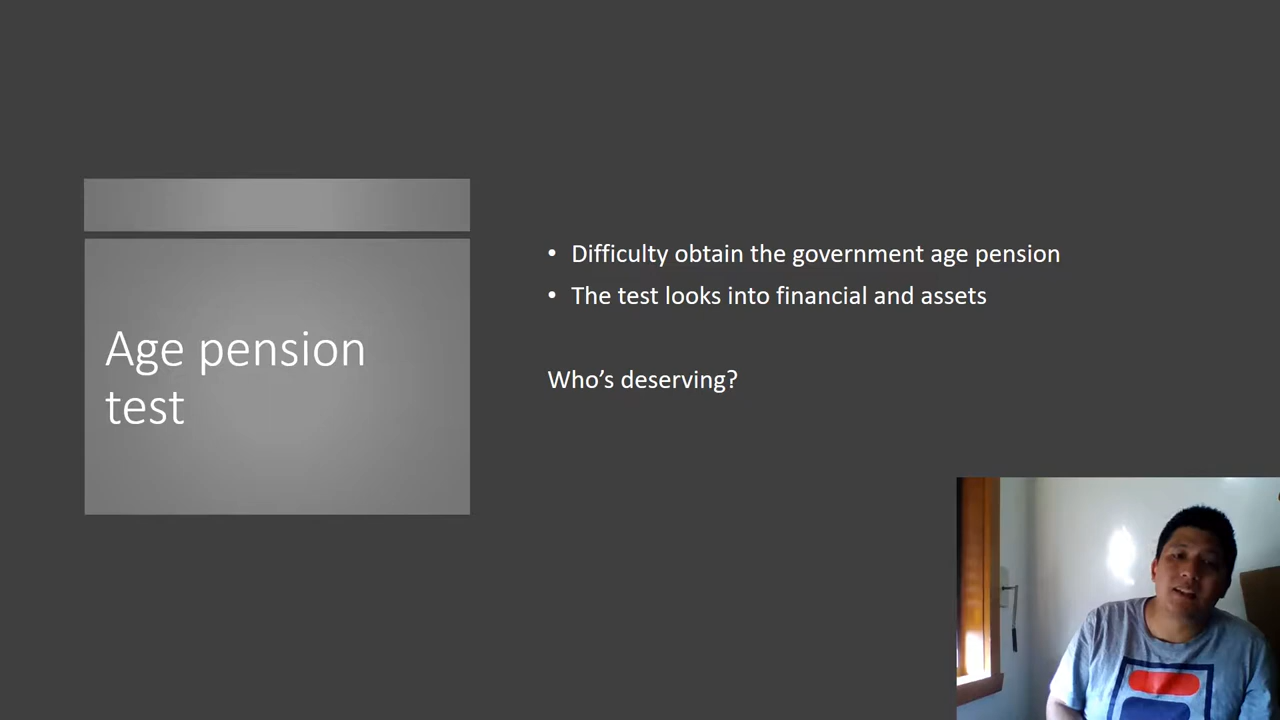 Age pension
test
• Difficulty obtain the government age pension
• The test looks into financial and assets
Who’s deserving?